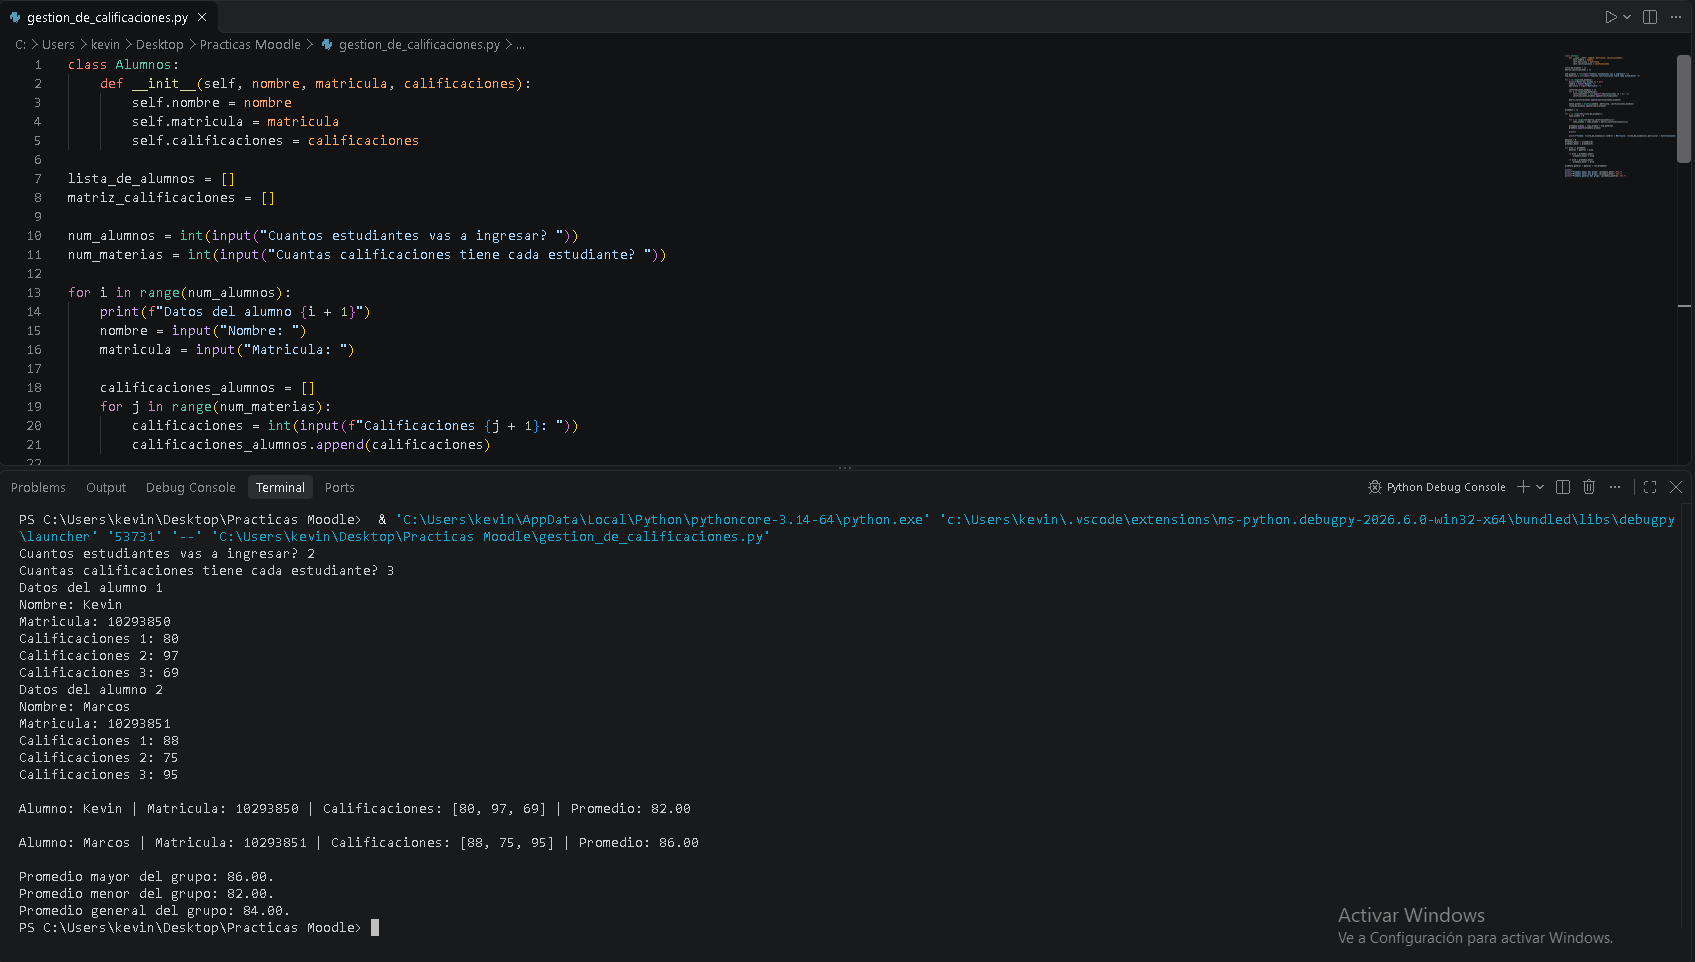 gestion_de_calificaciones.py
C: > Users > kevin > Desktop > Practicas Moodle > gestion_de_calificaciones.py > ...
1 class Alumnos:
2 def __init__(self, nombre, matricula, calificaciones):
3 self.nombre = nombre
4 self.matricula = matricula
5 self.calificaciones = calificaciones
6
7 lista_de_alumnos = []
8 matriz_calificaciones = []
9
10 num_alumnos = int(input("Cuantos estudiantes vas a ingresar? "))
11 num_materias = int(input("Cuantas calificaciones tiene cada estudiante? "))
12
13 for i in range(num_alumnos):
14 print(f"Datos del alumno {i + 1}")
15 nombre = input("Nombre: ")
16 matricula = input("Matricula: ")
17
18 calificaciones_alumnos = []
19 for j in range(num_materias):
20 calificaciones = int(input(f"Calificaciones {j + 1}: "))
21 calificaciones_alumnos.append(calificaciones)
22
Problems Output Debug Console Terminal Ports
Python Debug Console
PS C:\Users\kevin\Desktop\Practicas Moodle> & 'C:\Users\kevin\AppData\Local\Python\pythoncore-3.14-64\python.exe' 'c:\Users\kevin\.vscode\extensions\ms-python.debugpy-2026.6.0-win32-x64\bundled\libs\debugpy
\launcher' '53731' '--' 'C:\Users\kevin\Desktop\Practicas Moodle\gestion_de_calificaciones.py'
Cuantos estudiantes vas a ingresar? 2
Cuantas calificaciones tiene cada estudiante? 3
Datos del alumno 1
Nombre: Kevin
Matricula: 10293850
Calificaciones 1: 80
Calificaciones 2: 97
Calificaciones 3: 69
Datos del alumno 2
Nombre: Marcos
Matricula: 10293851
Calificaciones 1: 88
Calificaciones 2: 75
Calificaciones 3: 95
Alumno: Kevin | Matricula: 10293850 | Calificaciones: [80, 97, 69] | Promedio: 82.00
Alumno: Marcos | Matricula: 10293851 | Calificaciones: [88, 75, 95] | Promedio: 86.00
Promedio mayor del grupo: 86.00.
Promedio menor del grupo: 82.00.
Promedio general del grupo: 84.00.
PS C:\Users\kevin\Desktop\Practicas Moodle>
Activar Windows
Ve a Configuración para activar Windows.